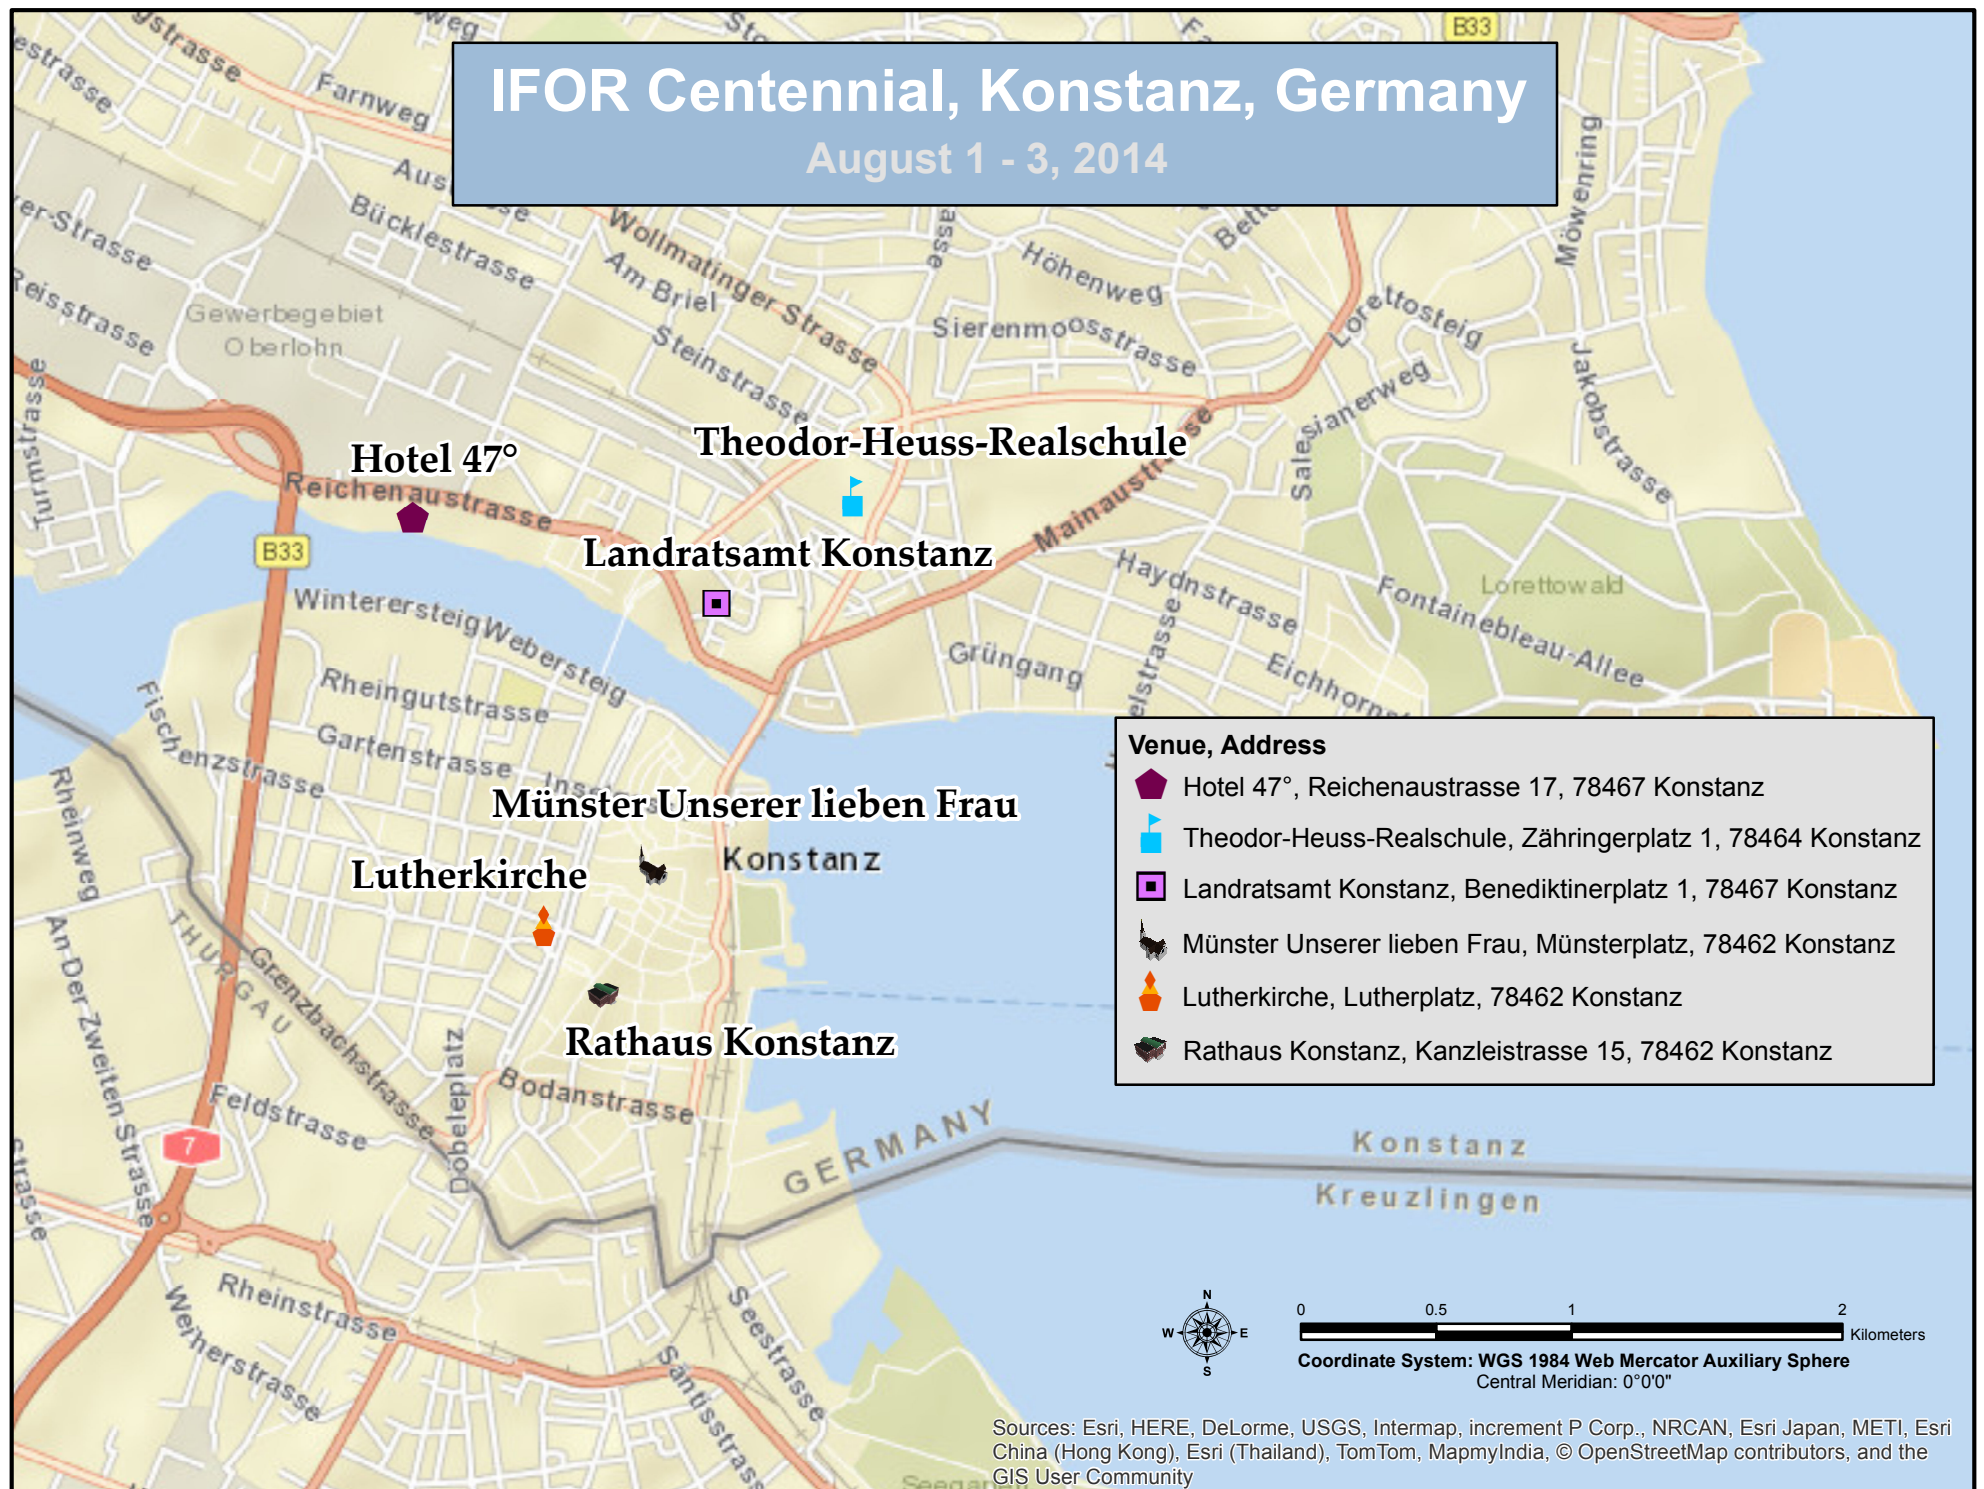 B33
IFOR Centennial, Konstanz, Germany
August 1 - 3, 2014
Farnweg
Bücklestrasse
Wollmatinger Strasse
Am Briel
Steinstrasse
Höhenweg
Sierenmoosstrasse
Lorettosteig
Möwenring
Jakobstrasse
Salesianerweg
Reisstrasse
Gewerbegebiet
Oberlohn
Hotel 47°
Reichenaustrasse
Theodor-Heuss-Realschule
Mainaustrasse
B33
Landratsamt Konstanz
Haydnstrasse
Lorettowald
Fontainebleau-Allee
Winterersteig
Webersteig
Grüngang
Rheingutstrasse
Fischenzstrasse
Gartenstrasse
Münster Unserer lieben Frau
Konstanz
Lutherkirche
Rheinweg
An Der Zweiten Strasse
THURGAU
Grenzbachstrasse
Rathaus Konstanz
Dobeleplatz
Bodanstrasse
Feldstrasse
7
GERMANY
Konstanz
Kreuzlingen
Rheinstrasse
Werherstrasse
Seestrasse
Säntisstrasse
Venue, Address
Hotel 47°, Reichenaustrasse 17, 78467 Konstanz
Theodor-Heuss-Realschule, Zähringerplatz 1, 78464 Konstanz
Landratsamt Konstanz, Benediktinerplatz 1, 78467 Konstanz
Münster Unserer lieben Frau, Münsterplatz, 78462 Konstanz
Lutherkirche, Lutherplatz, 78462 Konstanz
Rathaus Konstanz, Kanzleistrasse 15, 78462 Konstanz
N
W E
S
0 0.5 1 2
Kilometers
Coordinate System: WGS 1984 Web Mercator Auxiliary Sphere
Central Meridian: 0°0'0"
Sources: Esri, HERE, DeLorme, USGS, Intermap, increment P Corp., NRCAN, Esri Japan, METI, Esri
China (Hong Kong), Esri (Thailand), TomTom, MapmyIndia, © OpenStreetMap contributors, and the
GIS User Community